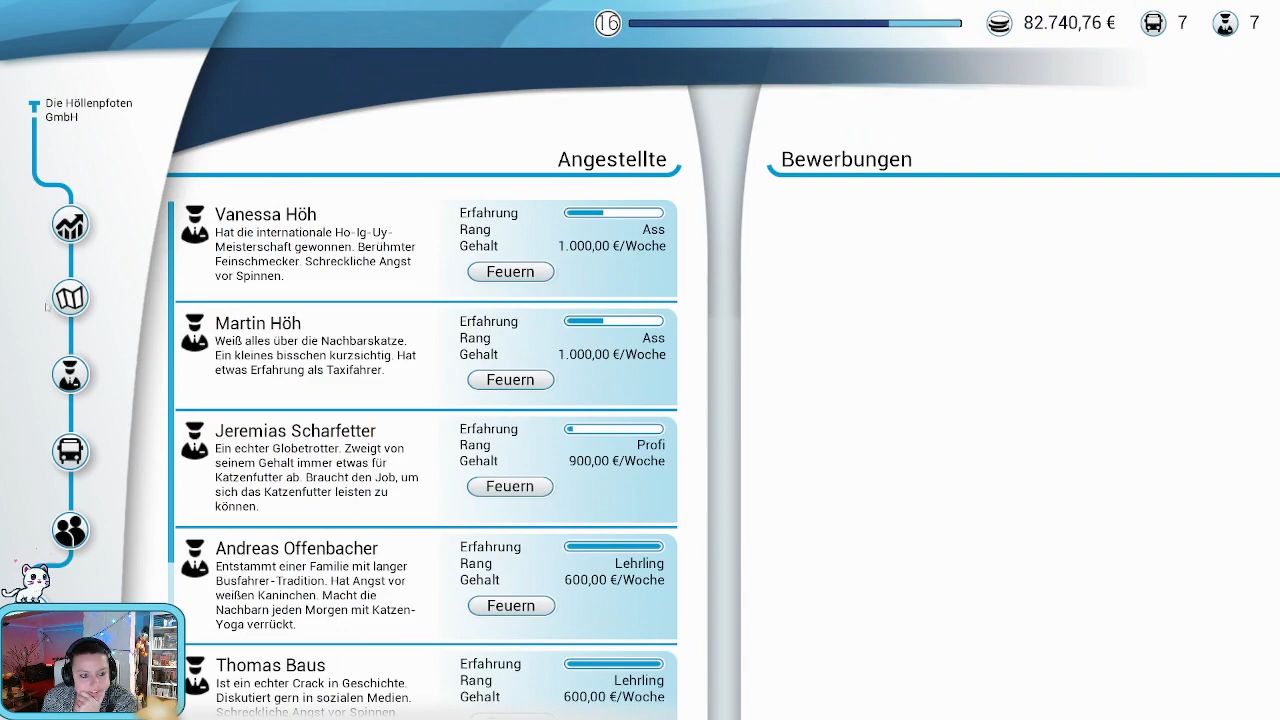 16
82.740,76 €
7
7
Die Höllenpfoten
GmbH
Angestellte
Bewerbungen
Vanessa Höh
Hat die internationale Ho-Ig-Uy-
Meisterschaft gewonnen. Berühmter
Feinschmecker. Schreckliche Angst
vor Spinnen.
Erfahrung
Rang Ass
Gehalt 1.000,00 €/Woche
Feuern
Martin Höh
Weiß alles über die Nachbarskatze.
Ein kleines bisschen kurzsichtig. Hat
etwas Erfahrung als Taxifahrer.
Erfahrung
Rang Ass
Gehalt 1.000,00 €/Woche
Feuern
Jeremias Scharfetter
Ein echter Globetrotter. Zweigt von
seinem Gehalt immer etwas für
Katzenfutter ab. Braucht den Job, um
sich das Katzenfutter leisten zu
können.
Erfahrung
Rang Profi
Gehalt 900,00 €/Woche
Feuern
Andreas Offenbacher
Entstammt einer Familie mit langer
Busfahrer-Tradition. Hat Angst vor
weißen Kaninchen. Macht die
Nachbarn jeden Morgen mit Katzen-
Yoga verrückt.
Erfahrung
Rang Lehrling
Gehalt 600,00 €/Woche
Feuern
Thomas Baus
Ist ein echter Crack in Geschichte.
Diskutiert gern in sozialen Medien.
Schreckliche Angst vor Spinnen
Erfahrung
Rang Lehrling
Gehalt 600,00 €/Woche